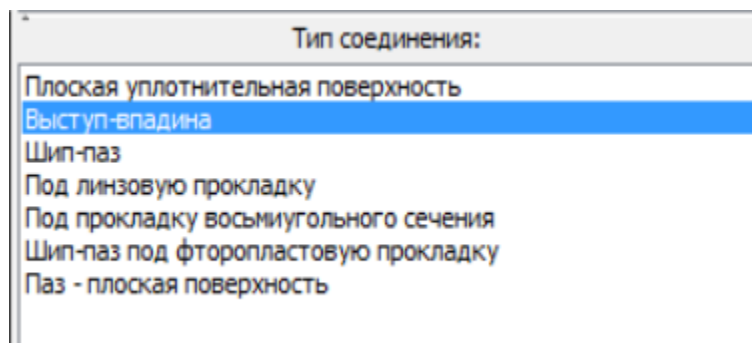 Тип соединения:
Плоская уплотнительная поверхность
Выступ-впадина
Шип-паз
Под линзовую прокладку
Под прокладку восьмиугольного сечения
Шип-паз под фторопластовую прокладку
Паз - плоская поверхность